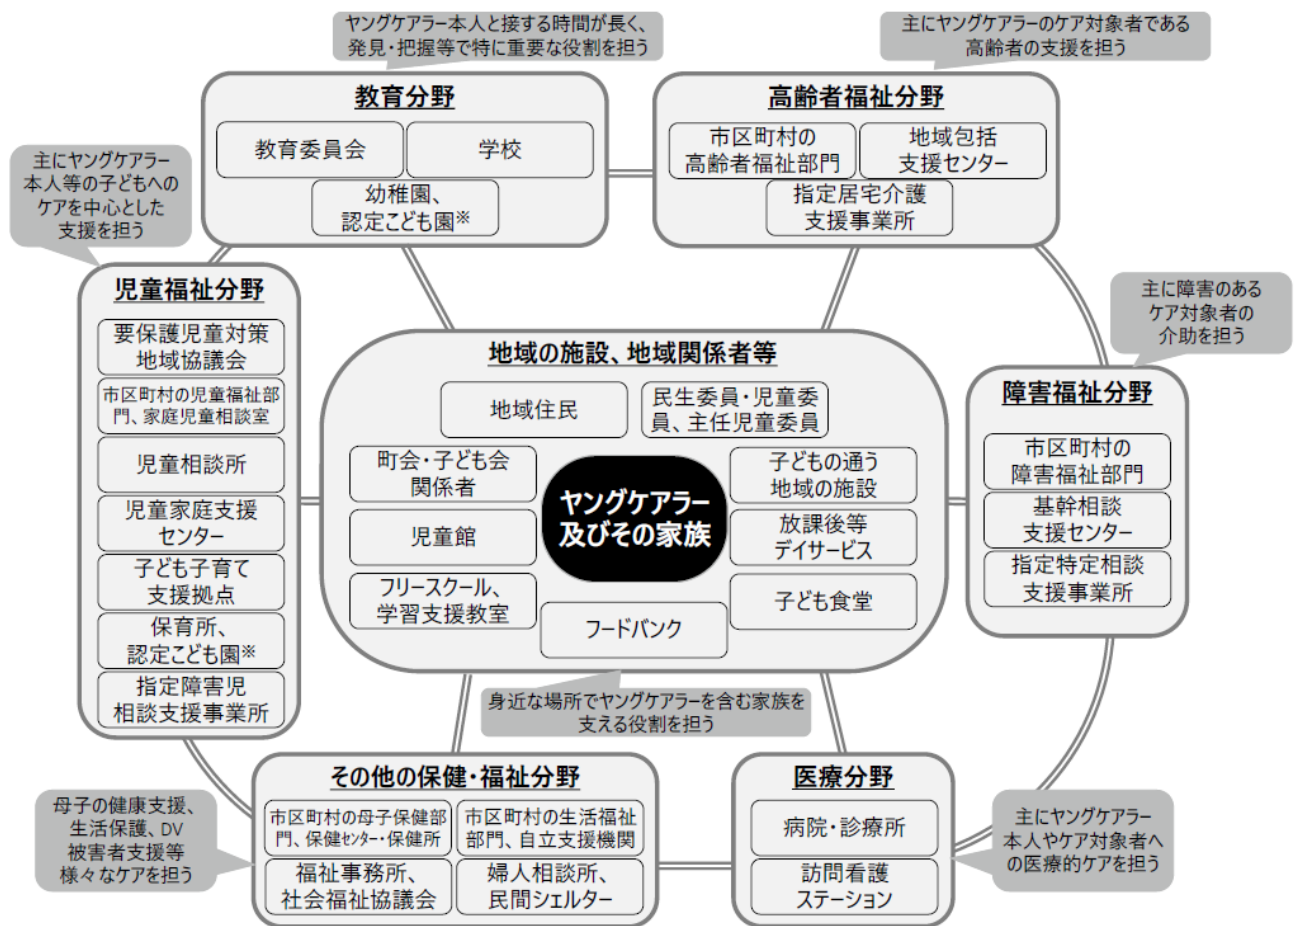 ヤングケアラー本人と接する時間が長く、
発見・把握等で特に重要な役割を担う
主にヤングケアラーのケア対象者である
高齢者の支援を担う
教育分野
教育委員会
学校
幼稚園、
認定こども園※
高齢者福祉分野
市区町村の
高齢者福祉部門
地域包括
支援センター
指定居宅介護
支援事業所
主にヤングケアラー
本人等の子どもへの
ケアを中心とした
支援を担う
児童福祉分野
要保護児童対策
地域協議会
市区町村の児童福祉部
門、家庭児童相談室
児童相談所
児童家庭支援
センター
子ども子育て
支援拠点
保育所、
認定こども園※
指定障害児
相談支援事業所
地域の施設、地域関係者等
地域住民
民生委員・児童委
員、主任児童委員
町会・子ども会
関係者
児童館
フリースクール、
学習支援教室
ヤングケアラー
及びその家族
子どもの通う
地域の施設
放課後等
デイサービス
子ども食堂
フードバンク
身近な場所でヤングケアラーを含む家族を
支える役割を担う
主に障害のある
ケア対象者の
介助を担う
障害福祉分野
市区町村の
障害福祉部門
基幹相談
支援センター
指定特定相談
支援事業所
母子の健康支援、
生活保護、DV
被害者支援等
様々なケアを担う
その他の保健・福祉分野
市区町村の母子保健部
門、保健センター・保健所
市区町村の生活福祉
部門、自立支援機関
福祉事務所、
社会福祉協議会
婦人相談所、
民間シェルター
医療分野
病院・診療所
訪問看護
ステーション
主にヤングケアラー
本人やケア対象者へ
の医療的ケアを担う